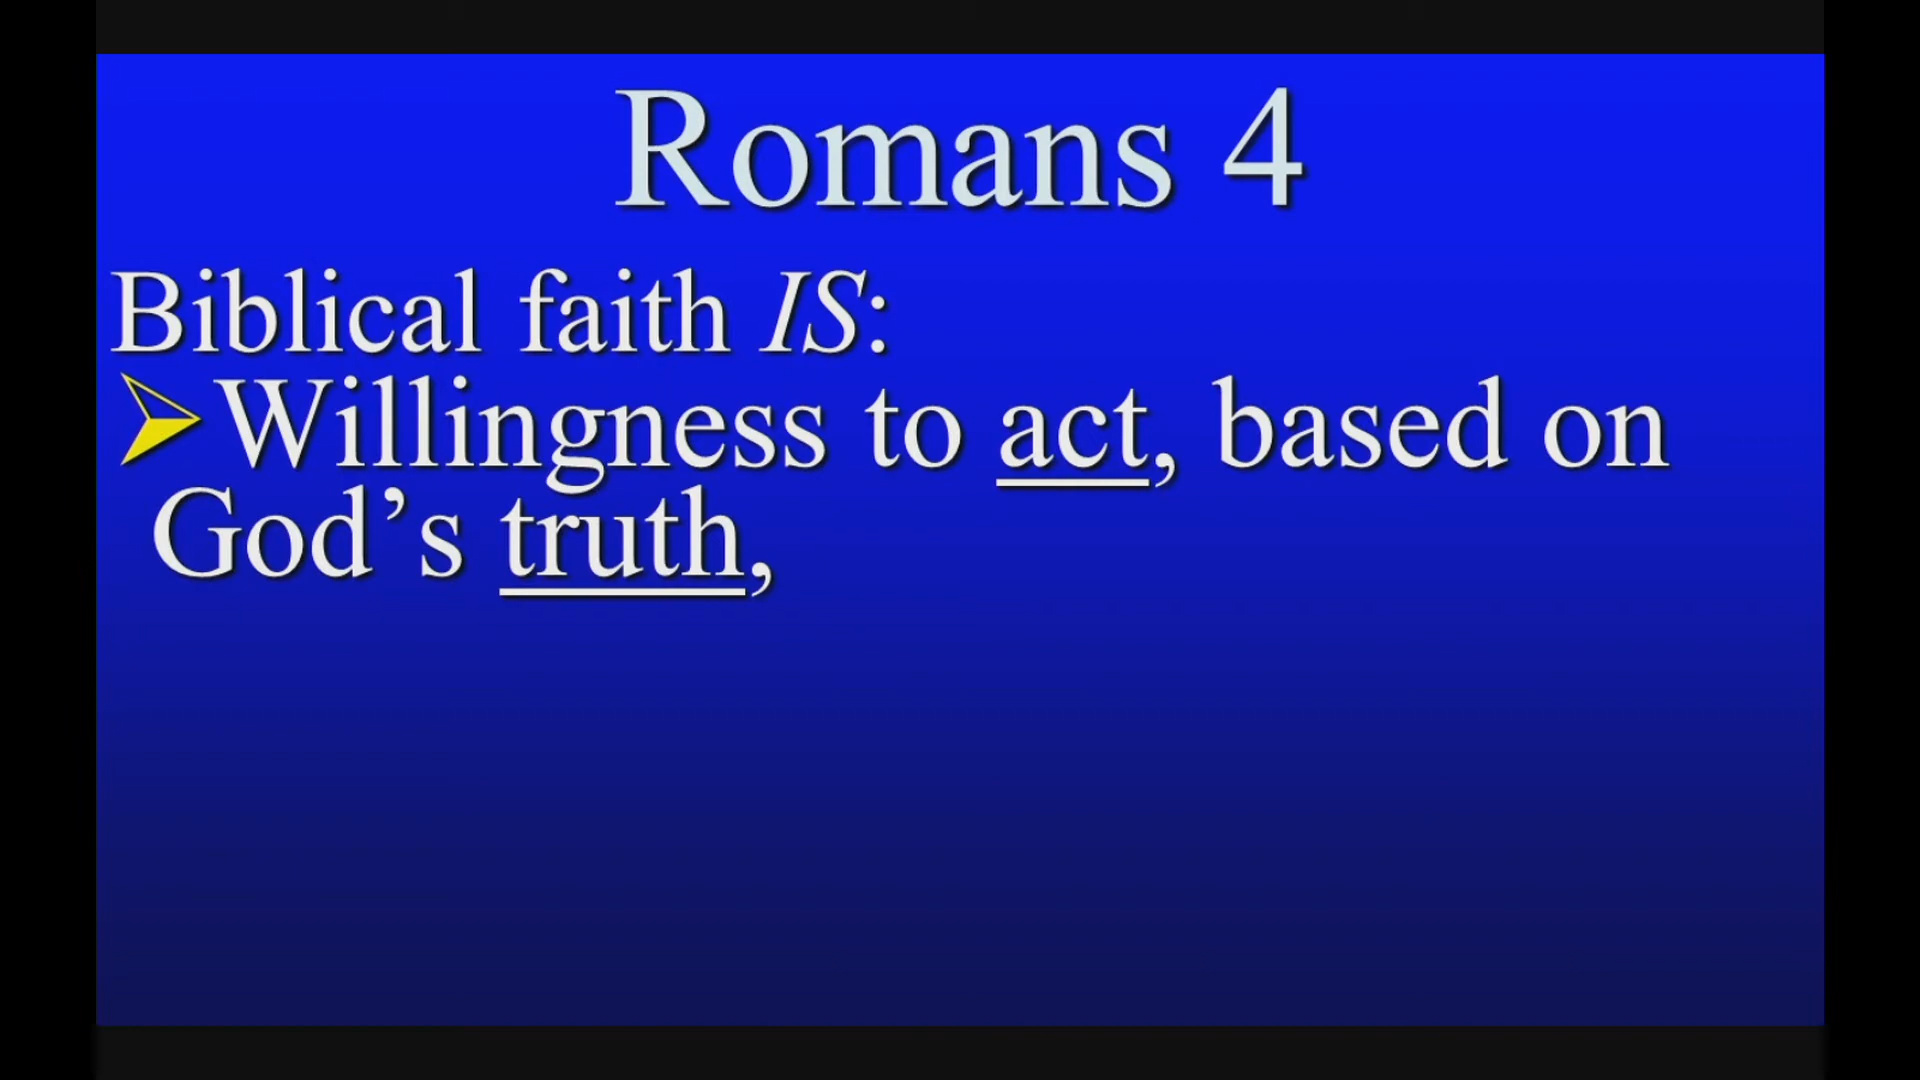 Romans 4
Biblical faith IS:
Willingness to act, based on
God’s truth,